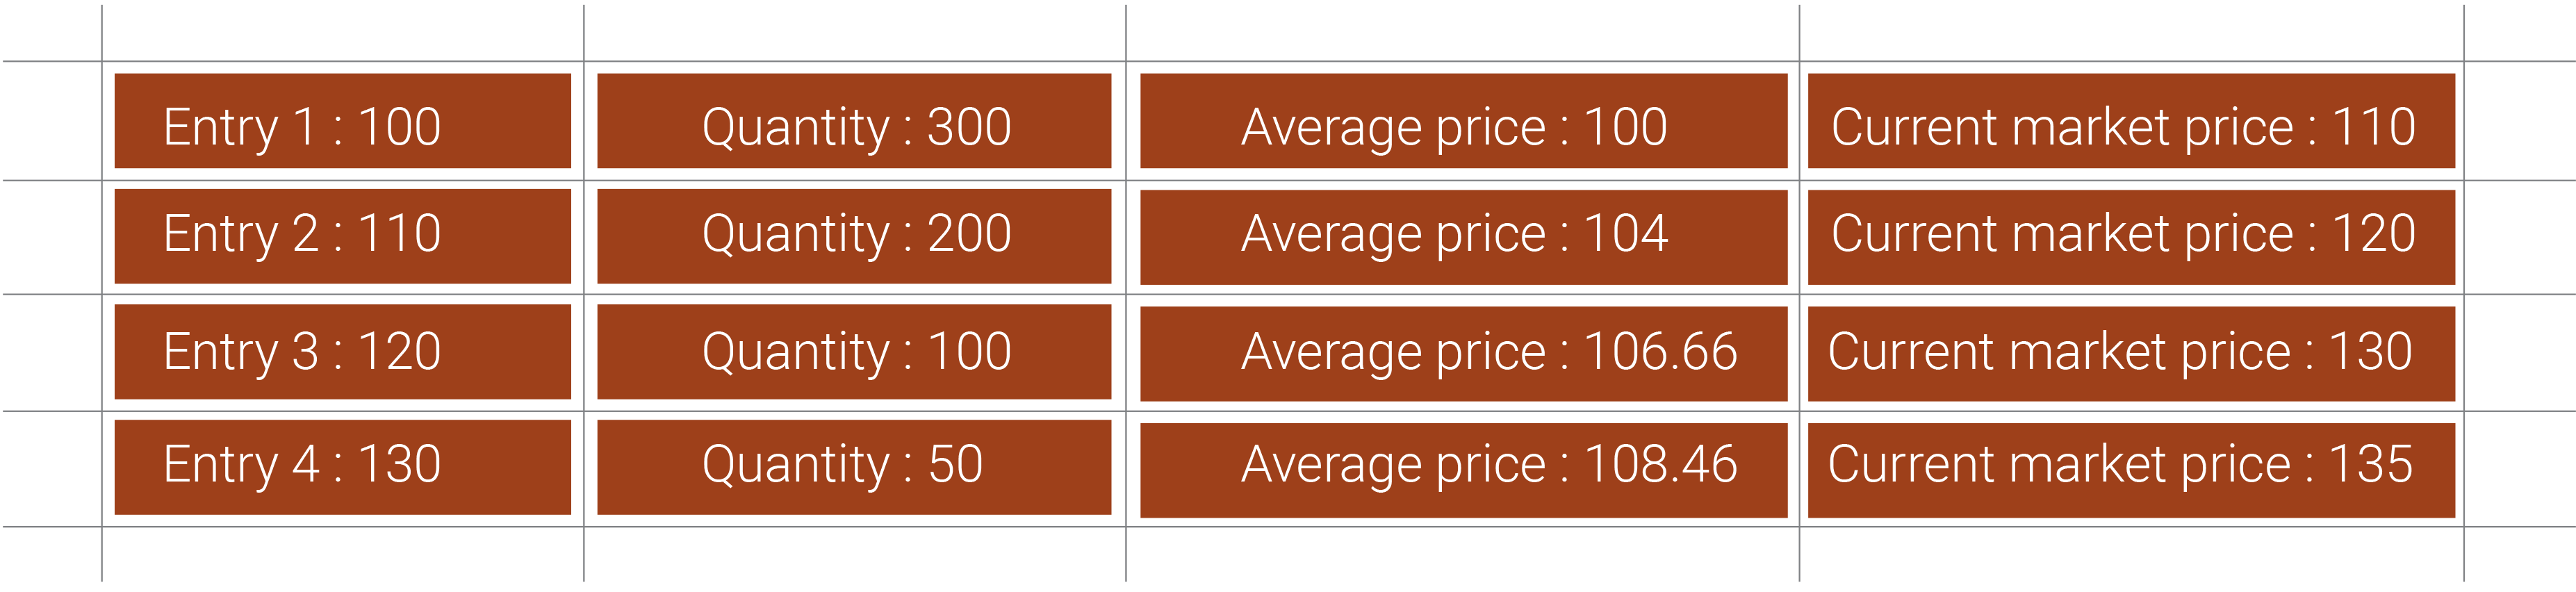 Entry 1 : 100 Quantity : 300 Average price : 100 Current market price : 110
Entry 2 : 110 Quantity : 200 Average price : 104 Current market price : 120
Entry 3 : 120 Quantity : 100 Average price : 106.66 Current market price : 130
Entry 4 : 130 Quantity : 50 Average price : 108.46 Current market price : 135